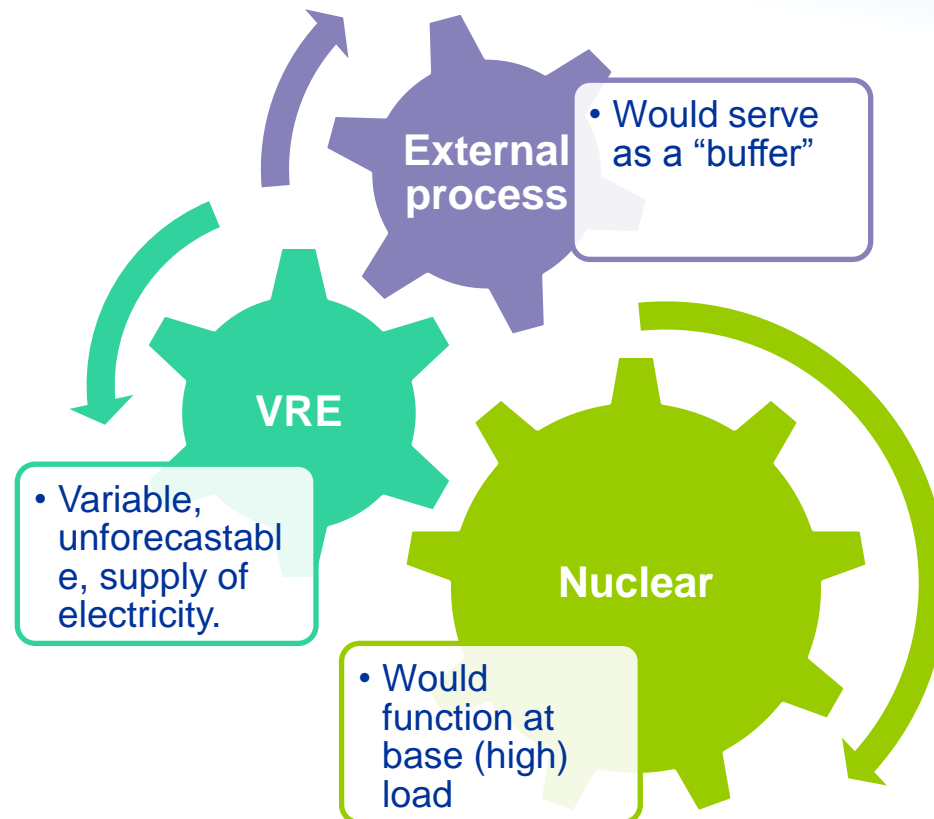 External
process
• Would serve
as a “buffer”
VRE
• Variable,
unforecastabl
e, supply of
electricity.
Nuclear
• Would
function at
base (high)
load